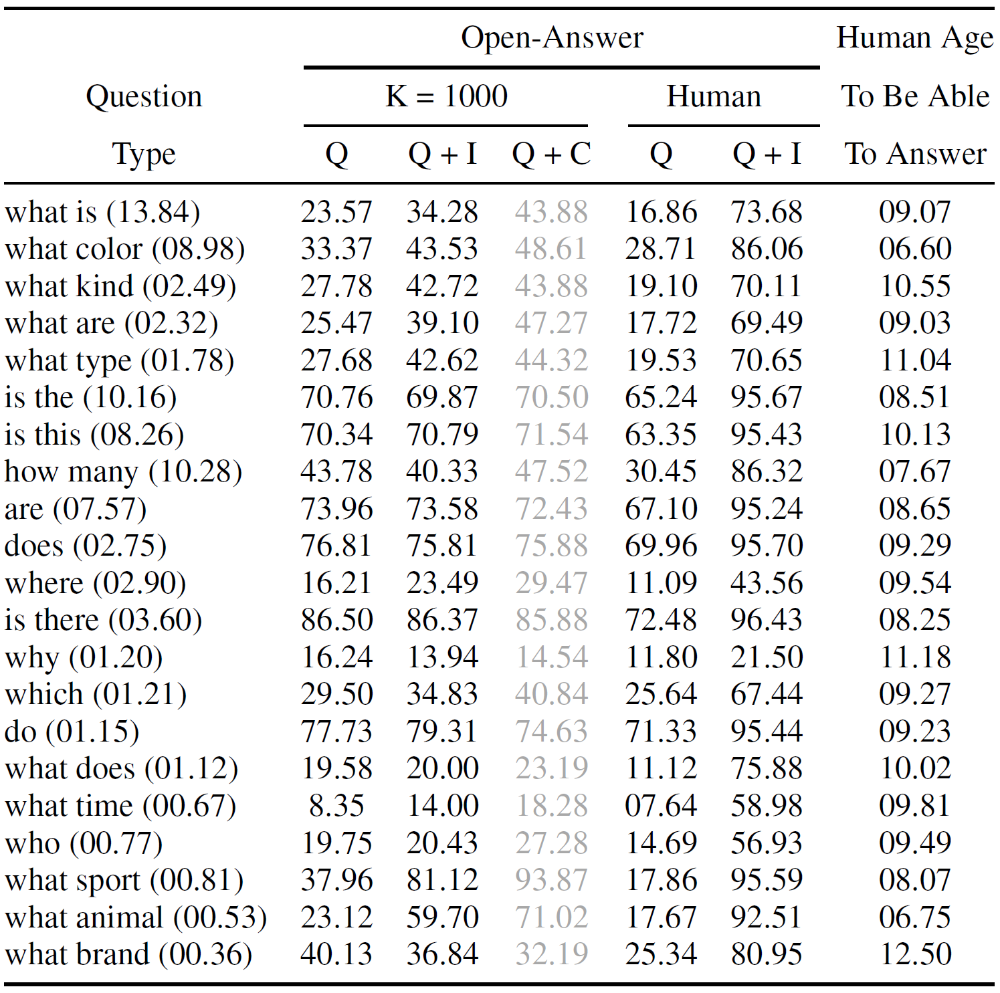 Open-Answer Human Age
Question K = 1000 Human To Be Able
Type Q Q + I Q + C Q Q + I To Answer
what is (13.84) 23.57 34.28 43.88 16.86 73.68 09.07
what color (08.98) 33.37 43.53 48.61 28.71 86.06 06.60
what kind (02.49) 27.78 42.72 43.88 19.10 70.11 10.55
what are (02.32) 25.47 39.10 47.27 17.72 69.49 09.03
what type (01.78) 27.68 42.62 44.32 19.53 70.65 11.04
is the (10.16) 70.76 69.87 70.50 65.24 95.67 08.51
is this (08.26) 70.34 70.79 71.54 63.35 95.43 10.13
how many (10.28) 43.78 40.33 47.52 30.45 86.32 07.67
are (07.57) 73.96 73.58 72.43 67.10 95.24 08.65
does (02.75) 76.81 75.81 75.88 69.96 95.70 09.29
where (02.90) 16.21 23.49 29.47 11.09 43.56 09.54
is there (03.60) 86.50 86.37 85.88 72.48 96.43 08.25
why (01.20) 16.24 13.94 14.54 11.80 21.50 11.18
which (01.21) 29.50 34.83 40.84 25.64 67.44 09.27
do (01.15) 77.73 79.31 74.63 71.33 95.44 09.23
what does (01.12) 19.58 20.00 23.19 11.12 75.88 10.02
what time (00.67) 8.35 14.00 18.28 07.64 58.98 09.81
who (00.77) 19.75 20.43 27.28 14.69 56.93 09.49
what sport (00.81) 37.96 81.12 93.87 17.86 95.59 08.07
what animal (00.53) 23.12 59.70 71.02 17.67 92.51 06.75
what brand (00.36) 40.13 36.84 32.19 25.34 80.95 12.50